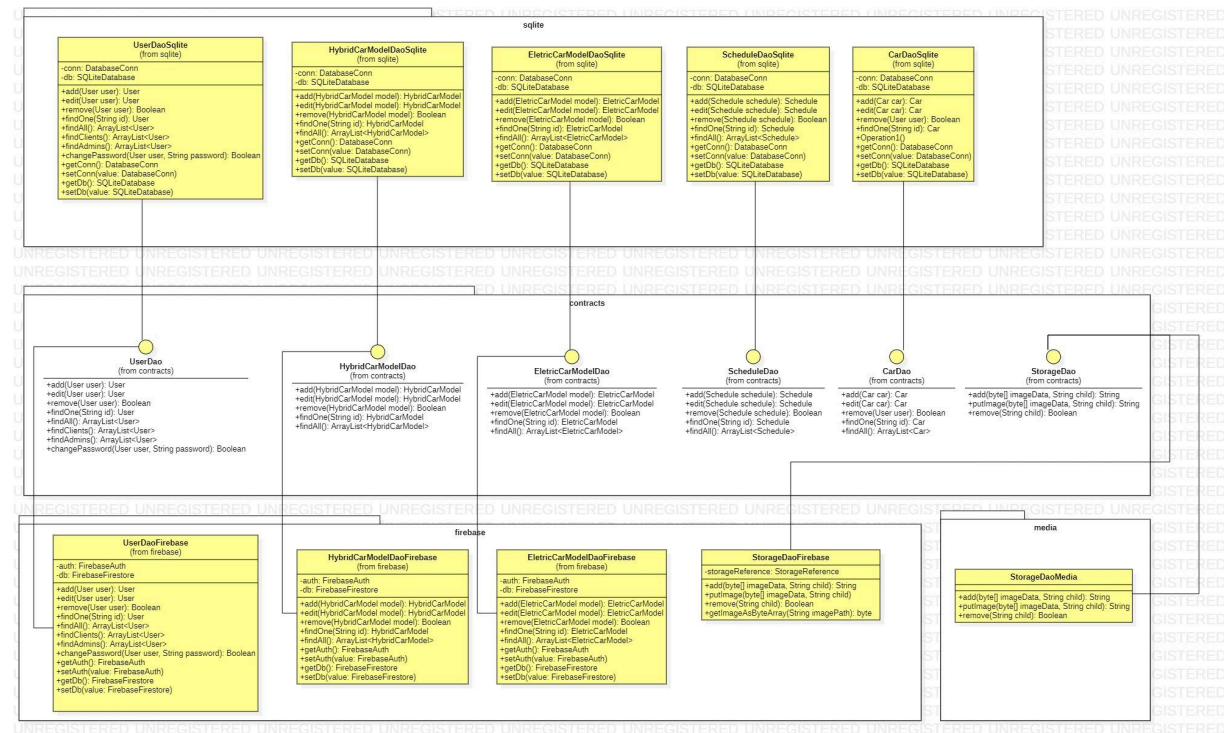 sqlite
UserDaoSqlite
(from sqlite)
-conn: DatabaseConn
-db: SQLiteDatabase
+add(User user): User
+edit(User user): User
+remove(User user): Boolean
+findOne(String id): User
+findAll(): ArrayList<User>
+findClients(): ArrayList<User>
+findAdmins(): ArrayList<User>
+changePassword(User user, String password): Boolean
+getConn(): DatabaseConn
+setConn(value: DatabaseConn)
+getDb(): SQLiteDatabase
+setDb(value: SQLiteDatabase)
HybridCarModelDaoSqlite
(from sqlite)
-conn: DatabaseConn
-db: SQLiteDatabase
+add(HybridCarModel model): HybridCarModel
+edit(HybridCarModel model): HybridCarModel
+remove(HybridCarModel model): Boolean
+findOne(String id): HybridCarModel
+findAll(): ArrayList<HybridCarModel>
+getConn(): DatabaseConn
+setConn(value: DatabaseConn)
+getDb(): SQLiteDatabase
+setDb(value: SQLiteDatabase)
EletricCarModelDaoSqlite
(from sqlite)
-conn: DatabaseConn
-db: SQLiteDatabase
+add(EletricCarModel model): EletricCarModel
+edit(EletricCarModel model): EletricCarModel
+remove(EletricCarModel model): Boolean
+findOne(String id): EletricCarModel
+findAll(): ArrayList<EletricCarModel>
+getConn(): DatabaseConn
+setConn(value: DatabaseConn)
+getDb(): SQLiteDatabase
+setDb(value: SQLiteDatabase)
ScheduleDaoSqlite
(from sqlite)
-conn: DatabaseConn
-db: SQLiteDatabase
+add(Schedule schedule): Schedule
+edit(Schedule schedule): Schedule
+remove(Schedule schedule): Boolean
+findOne(String id): Schedule
+findAll(): ArrayList<Schedule>
+getConn(): DatabaseConn
+setConn(value: DatabaseConn)
+getDb(): SQLiteDatabase
+setDb(value: SQLiteDatabase)
CarDaoSqlite
(from sqlite)
-conn: DatabaseConn
-db: SQLiteDatabase
+add(Car car): Car
+edit(Car car): Car
+remove(User user): Boolean
+findOne(String id): Car
+Operation1()
+getConn(): DatabaseConn
+setConn(value: DatabaseConn)
+getDb(): SQLiteDatabase
+setDb(value: SQLiteDatabase)
contracts
UserDao
(from contracts)
+add(User user): User
+edit(User user): User
+remove(User user): Boolean
+findOne(String id): User
+findAll(): ArrayList<User>
+findClients(): ArrayList<User>
+findAdmins(): ArrayList<User>
+changePassword(User user, String password): Boolean
HybridCarModelDao
(from contracts)
+add(HybridCarModel model): HybridCarModel
+edit(HybridCarModel model): HybridCarModel
+remove(HybridCarModel model): Boolean
+findOne(String id): HybridCarModel
+findAll(): ArrayList<HybridCarModel>
EletricCarModelDao
(from contracts)
+add(EletricCarModel model): EletricCarModel
+edit(EletricCarModel model): EletricCarModel
+remove(EletricCarModel model): Boolean
+findOne(String id): EletricCarModel
+findAll(): ArrayList<EletricCarModel>
ScheduleDao
(from contracts)
+add(Schedule schedule): Schedule
+edit(Schedule schedule): Schedule
+remove(Schedule schedule): Boolean
+findOne(String id): Schedule
+findAll(): ArrayList<Schedule>
CarDao
(from contracts)
+add(Car car): Car
+edit(Car car): Car
+remove(User user): Boolean
+findOne(String id): Car
+findAll(): ArrayList<Car>
StorageDao
(from contracts)
+add(byte[] imageData, String child): String
+putImage(byte[] imageData, String child): String
+remove(String child): Boolean
firebase
UserDaoFirebase
(from firebase)
-auth: FirebaseAuth
-db: FirebaseFirestore
+add(User user): User
+edit(User user): User
+remove(User user): Boolean
+findOne(String id): User
+findAll(): ArrayList<User>
+findClients(): ArrayList<User>
+findAdmins(): ArrayList<User>
+changePassword(User user, String password): Boolean
+getAuth(): FirebaseAuth
+setAuth(value: FirebaseAuth)
+getDb(): FirebaseFirestore
+setDb(value: FirebaseFirestore)
HybridCarModelDaoFirebase
(from firebase)
-auth: FirebaseAuth
-db: FirebaseFirestore
+add(HybridCarModel model): HybridCarModel
+edit(HybridCarModel model): HybridCarModel
+remove(HybridCarModel model): Boolean
+findOne(String id): HybridCarModel
+findAll(): ArrayList<HybridCarModel>
+getAuth(): FirebaseAuth
+setAuth(value: FirebaseAuth)
+getDb(): FirebaseFirestore
+setDb(value: FirebaseFirestore)
EletricCarModelDaoFirebase
(from firebase)
-auth: FirebaseAuth
-db: FirebaseFirestore
+add(EletricCarModel model): EletricCarModel
+edit(EletricCarModel model): EletricCarModel
+remove(EletricCarModel model): Boolean
+findOne(String id): EletricCarModel
+findAll(): ArrayList<EletricCarModel>
+getAuth(): FirebaseAuth
+setAuth(value: FirebaseAuth)
+getDb(): FirebaseFirestore
+setDb(value: FirebaseFirestore)
StorageDaoFirebase
(from firebase)
-storageReference: StorageReference
+add(byte[] imageData, String child): String
+putImage(byte[] imageData, String child)
+remove(String child): Boolean
+getImageAsByteArray(String imagePath): byte
media
StorageDaoMedia
+add(byte[] imageData, String child): String
+putImage(byte[] imageData, String child): String
+remove(String child): Boolean